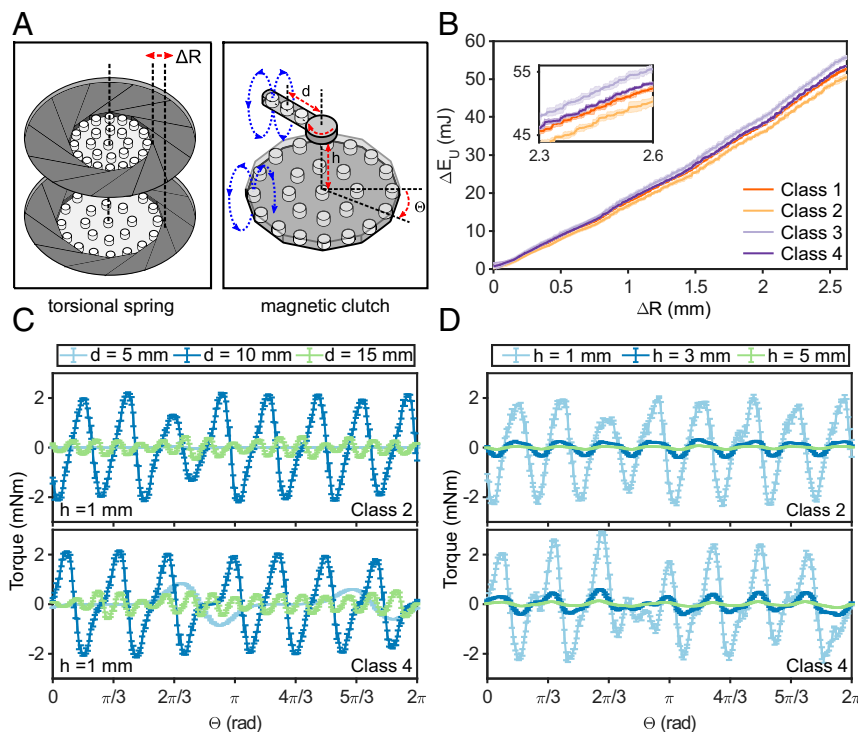 A
ΔR
d
h
Θ
torsional spring
magnetic clutch
B
60
50
40
30
20
10
0
ΔE_U (mJ)
55
45
2.3
2.6
Class 1
Class 2
Class 3
Class 4
0
0.5
1
1.5
2
2.5
ΔR (mm)
C
d = 5 mm
d = 10 mm
d = 15 mm
2
0
-2
h =1 mm
Class 2
2
0
-2
h =1 mm
Class 4
Torque (mNm)
0
π/3
2π/3
π
4π/3
5π/3
2π
Θ (rad)
D
h = 1 mm
h = 3 mm
h = 5 mm
2
0
-2
Class 2
2
0
-2
Class 4
Torque (mNm)
0
π/3
2π/3
π
4π/3
5π/3
2π
Θ (rad)